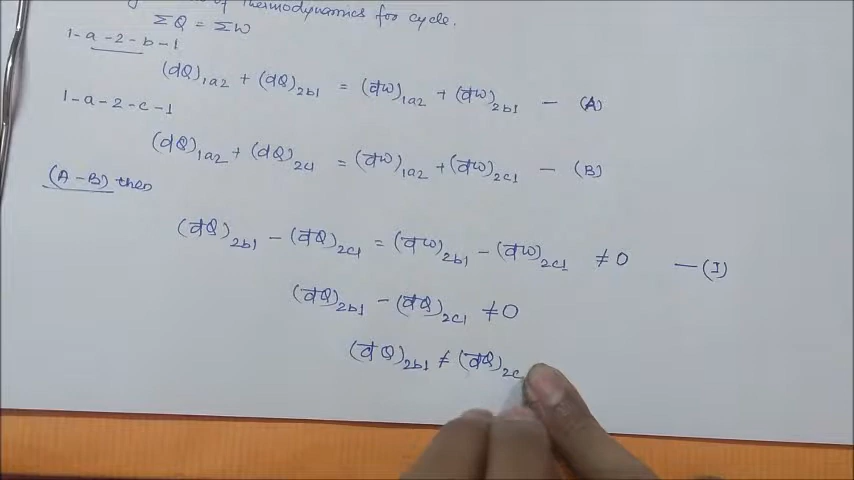 of Thermodynamics for cycle.
ΣQ = ΣW
1-a-2-b-1
(đQ)1a2 + (đQ)2b1 = (đW)1a2 + (đW)2b1 — (A)
1-a-2-c-1
(đQ)1a2 + (đQ)2C1 = (đW)1a2 + (đW)2C1 — (B)
(A-B) then
(đQ)2b1 - (đQ)2C1 = (đW)2b1 - (đW)2C1 ≠ 0 — (I)
(đQ)2b1 - (đQ)2C1 ≠ 0
(đQ)2b1 ≠ (đQ)2C